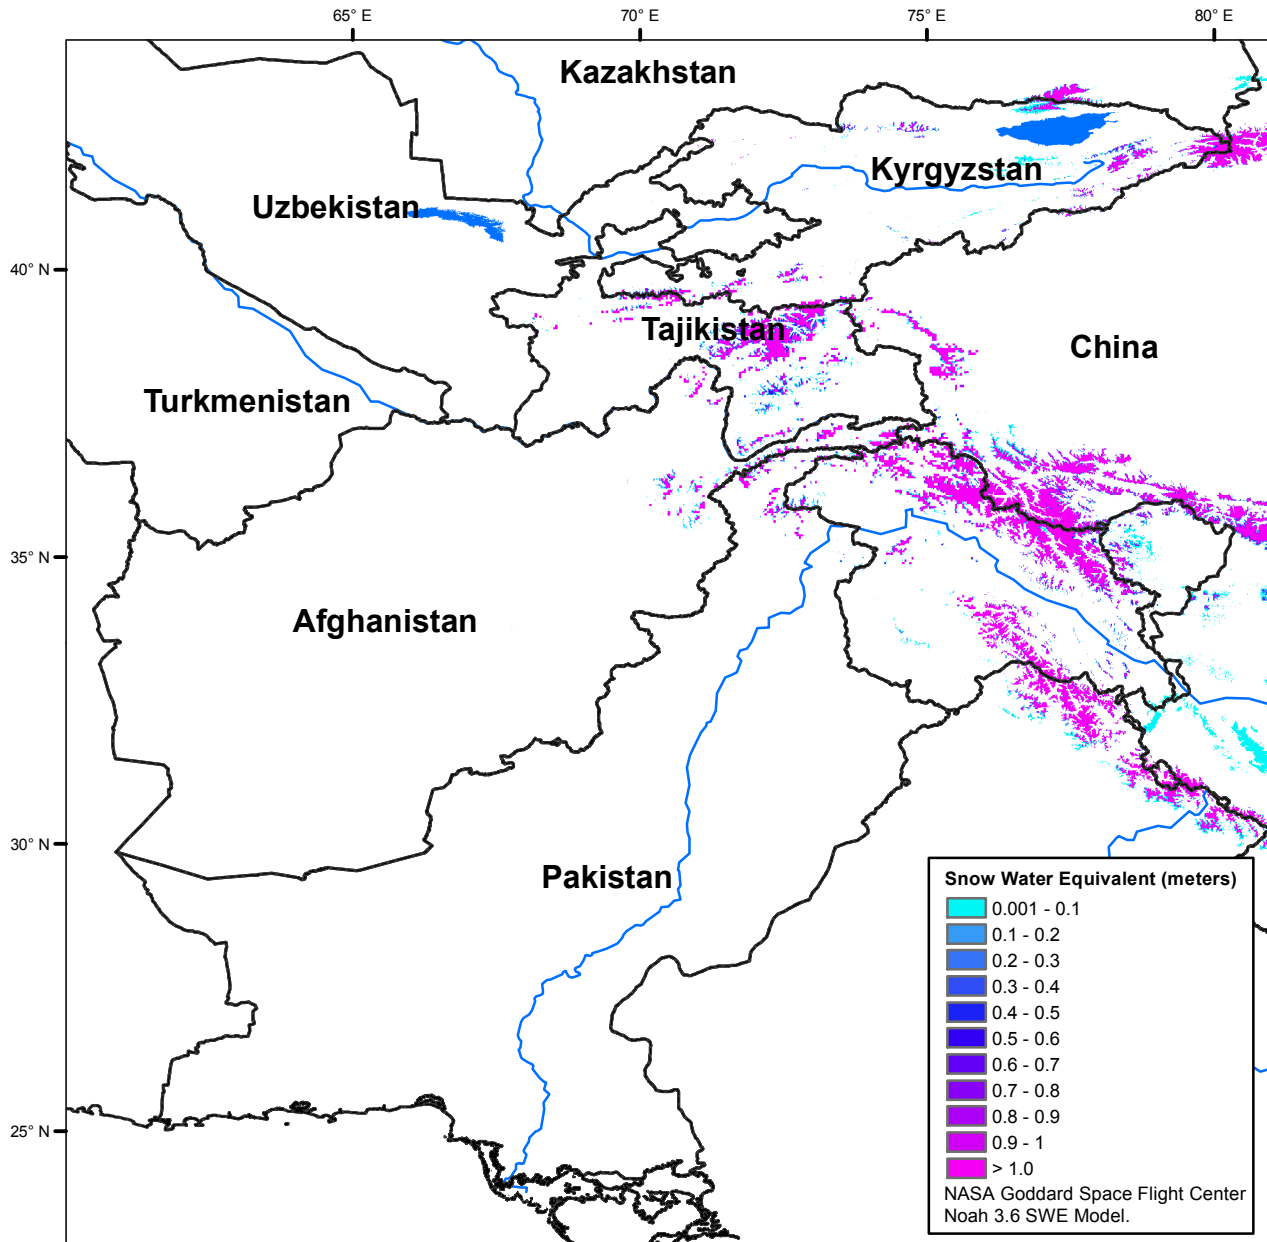 65° E
70° E
75° E
80° E
Kazakhstan
Kyrgyzstan
Uzbekistan
40° N
Tajikistan
China
Turkmenistan
35° N
Afghanistan
30° N
Pakistan
25° N
Snow Water Equivalent (meters)
0.001 - 0.1
0.1 - 0.2
0.2 - 0.3
0.3 - 0.4
0.4 - 0.5
0.5 - 0.6
0.6 - 0.7
0.7 - 0.8
0.8 - 0.9
0.9 - 1
> 1.0
NASA Goddard Space Flight Center
Noah 3.6 SWE Model.